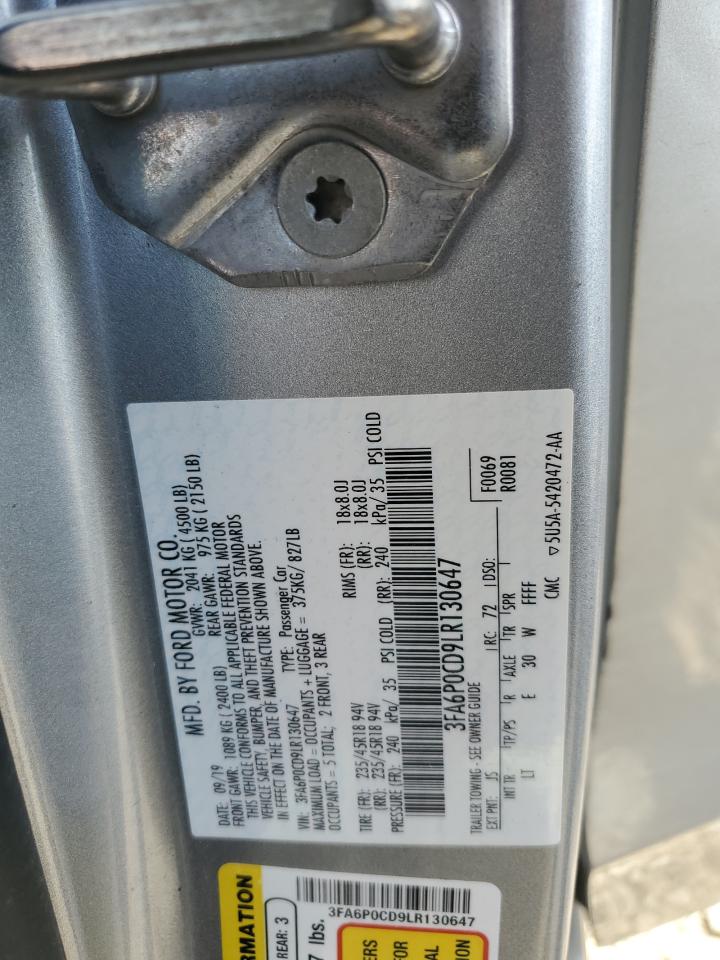 MFD. BY FORD MOTOR CO.
DATE: 09/19 GVWR: 2041 KG ( 4500 LB)
FRONT GAWR: 1089 KG ( 2400 LB) REAR GAWR: 975 KG ( 2150 LB)
THIS VEHICLE CONFORMS TO ALL APPLICABLE FEDERAL MOTOR
VEHICLE SAFETY, BUMPER, AND THEFT PREVENTION STANDARDS
IN EFFECT ON THE DATE OF MANUFACTURE SHOWN ABOVE.
VIN: 3FA6P0CD9LR130647 TYPE: Passenger Car
MAXIMUM LOAD = OCCUPANTS + LUGGAGE = 375KG/ 827LB
OCCUPANTS = 5 TOTAL; 2 FRONT, 3 REAR
TIRE (FR): 235/45R18 94V RIMS (FR): 18x8.0J
(RR): 235/45R18 94V (RR): 18x8.0J
PRESSURE (FR): 240 kPa/ 35 PSI COLD (RR): 240 kPa/ 35 PSI COLD
3FA6P0CD9LR130647
TRAILER TOWING - SEE OWNER GUIDE
F0069
R0081
EXT PNT: JS RC: 72 DSO:
INT TR TP/PS R AXLE TR SPR
LT E 30 W FFFF
CMC ▽5U5A-5420472-AA
3FA6P0CD9LR130647
REAR: 3